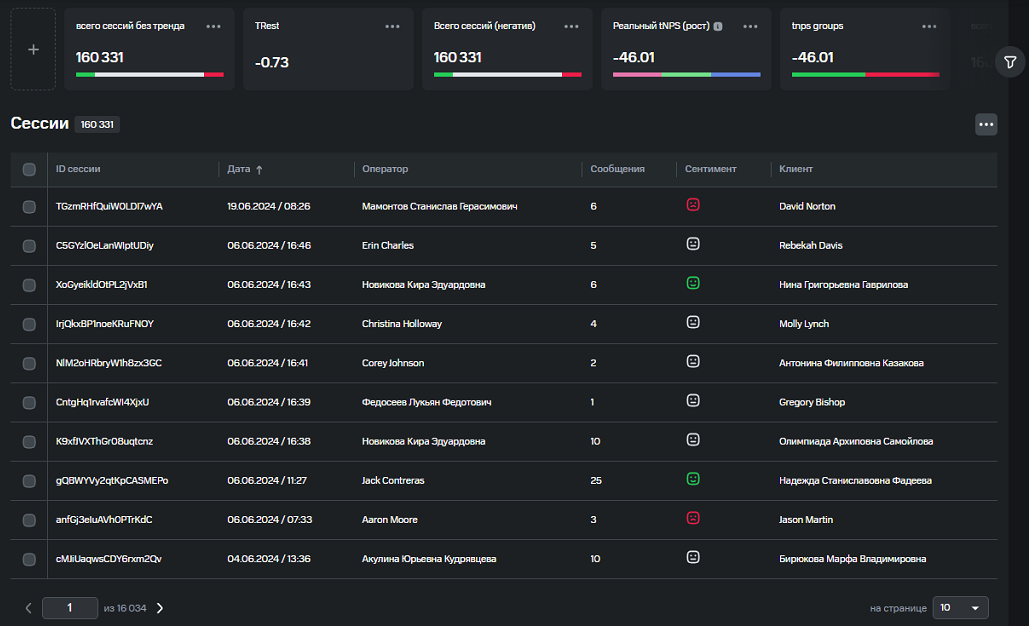 всего сессий без тренда
160 331
TRest
-0.73
Всего сессий (негатив)
160 331
Реальный tNPS (рост)
-46.01
tnps groups
-46.01
Сессии 160 331
ID сессии Дата Оператор Сообщения Сентимент Клиент
TGzmRHfQuiW0LDl7wYA 19.06.2024 / 08:26 Мамонтов Станислав Герасимович 6 David Norton
C5GYzlOeLanWlptUDiy 06.06.2024 / 16:46 Erin Charles 5 Rebekah Davis
XoGyeikldOtPL2jVxB1 06.06.2024 / 16:43 Новикова Кира Эдуардовна 6 Нина Григорьевна Гаврилова
IrjQkxBP1noeKRuFNOY 06.06.2024 / 16:42 Christina Holloway 4 Molly Lynch
NlM2oHRbryW1h8zx3GC 06.06.2024 / 16:41 Corey Johnson 2 Антонина Филипповна Казакова
CntgHq1rvafcWl4XjxU 06.06.2024 / 16:39 Федосеев Лукьян Федотович 1 Gregory Bishop
K9xfJVXThGr08uqtcnz 06.06.2024 / 16:38 Новикова Кира Эдуардовна 10 Олимпиада Архиповна Самойлова
gQBWYVy2qtKpCASMEPo 06.06.2024 / 11:27 Jack Contreras 25 Надежда Станиславовна Фадеева
anfGj3eluAVh0PTrKdC 06.06.2024 / 07:33 Aaron Moore 3 Jason Martin
cMJiUaqwsCDY6rxm2Qv 04.06.2024 / 13:36 Акулина Юрьевна Кудрявцева 10 Бирюкова Марфа Владимировна
1 из 16 034 на странице 10